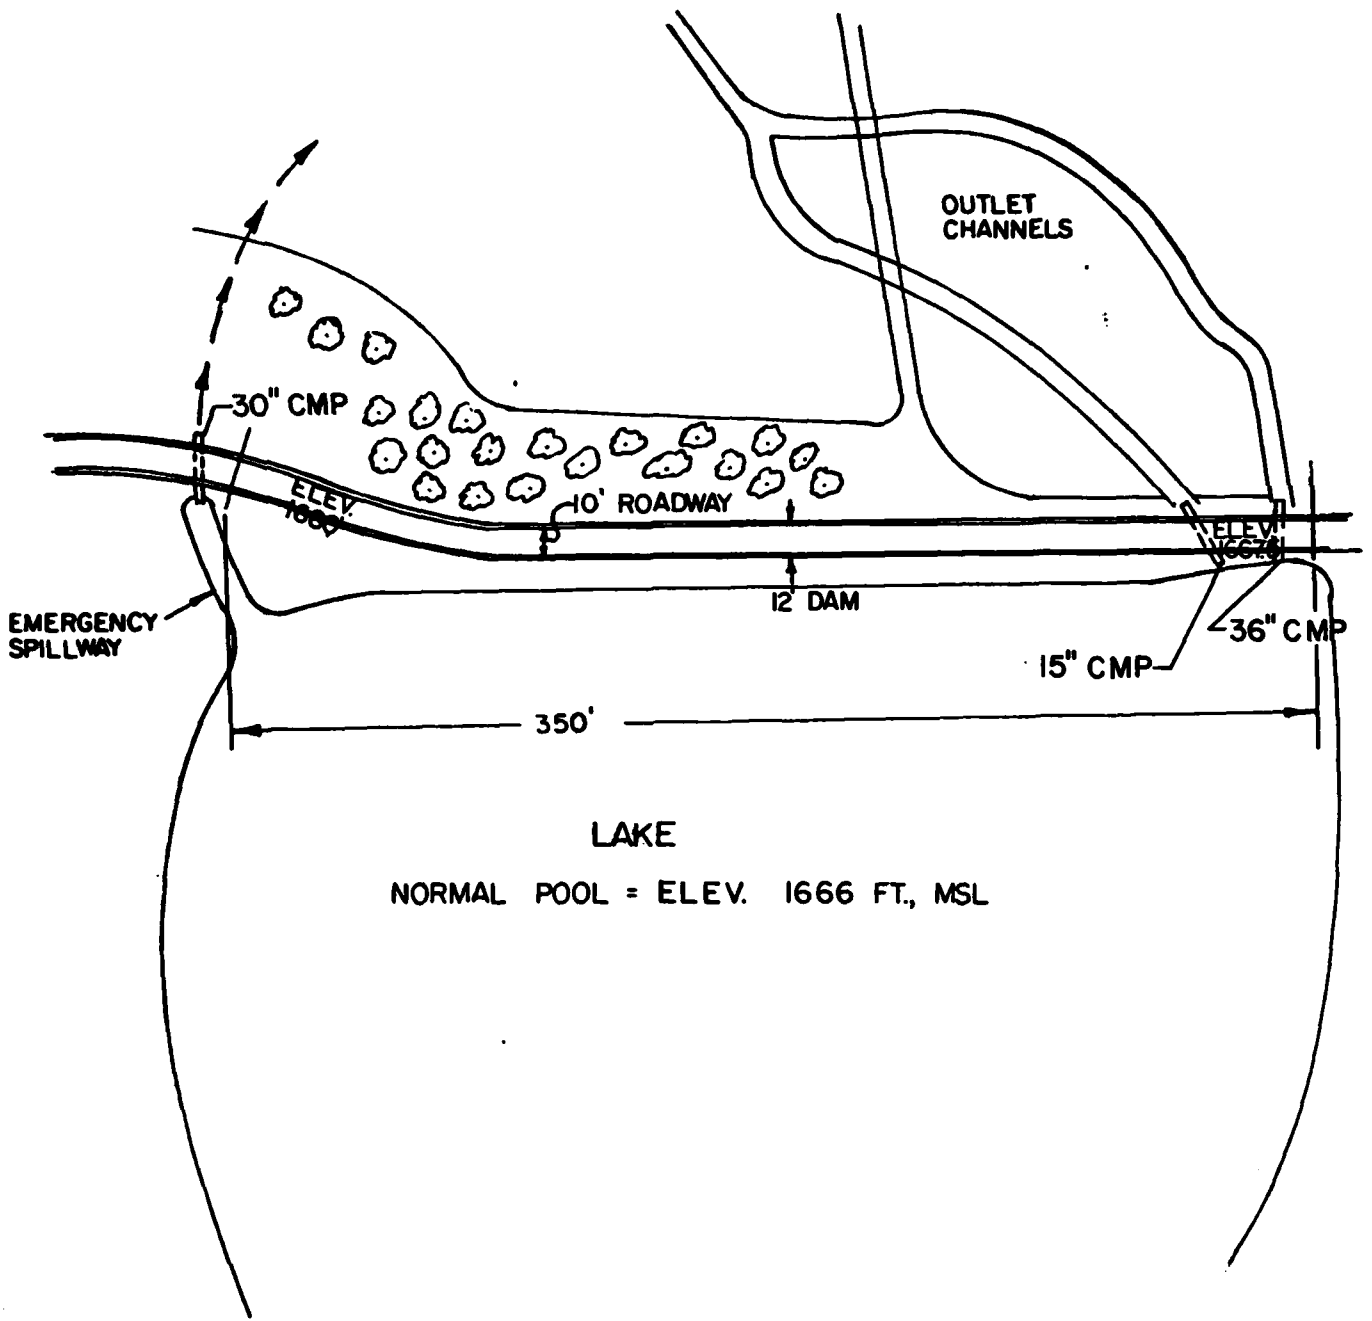 OUTLET
CHANNELS
30" CMP
ELEV.
10' ROADWAY
ELEV.
12' DAM
EMERGENCY
SPILLWAY
36" CMP
15" CMP
350'
LAKE
NORMAL POOL = ELEV. 1666 FT., MSL